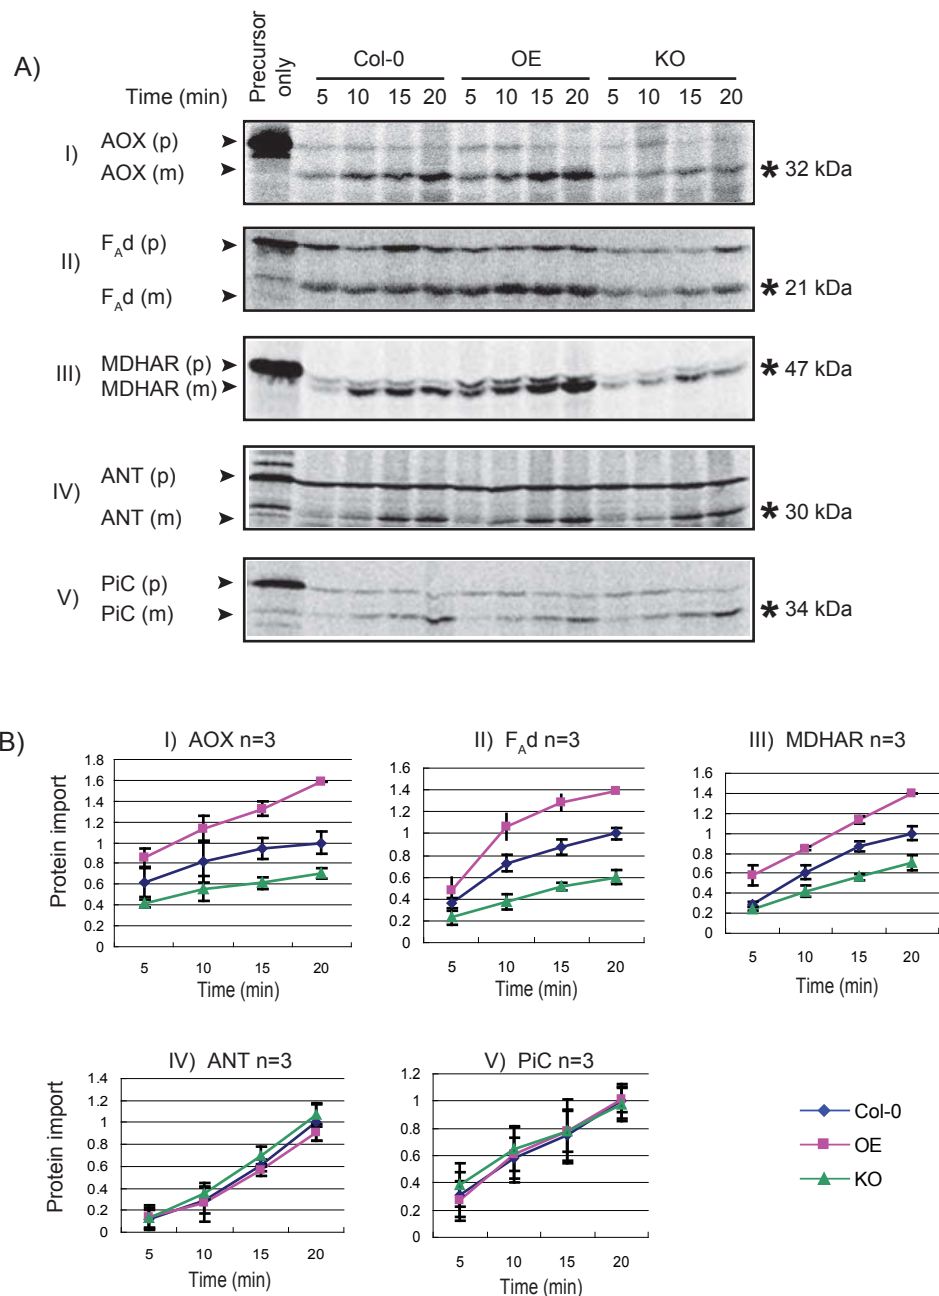 A)
Precursor only
Col-0 OE KO
Time (min) 5 10 15 20 5 10 15 20 5 10 15 20
I) AOX (p)
AOX (m) * 32 kDa
II) FAd (p)
FAd (m) * 21 kDa
III) MDHAR (p) * 47 kDa
MDHAR (m)
IV) ANT (p)
ANT (m) * 30 kDa
V) PiC (p)
PiC (m) * 34 kDa
B)
I) AOX n=3
Protein import
1.8
1.6
1.4
1.2
1
0.8
0.6
0.4
0.2
0
5 10 15 20
Time (min)
II) FAd n=3
1.6
1.4
1.2
1
0.8
0.6
0.4
0.2
0
5 10 15 20
Time (min)
III) MDHAR n=3
1.6
1.4
1.2
1
0.8
0.6
0.4
0.2
0
5 10 15 20
Time (min)
IV) ANT n=3
Protein import
1.4
1.2
1
0.8
0.6
0.4
0.2
0
5 10 15 20
Time (min)
V) PiC n=3
1.2
1
0.8
0.6
0.4
0.2
0
5 10 15 20
Time (min)
Col-0
OE
KO